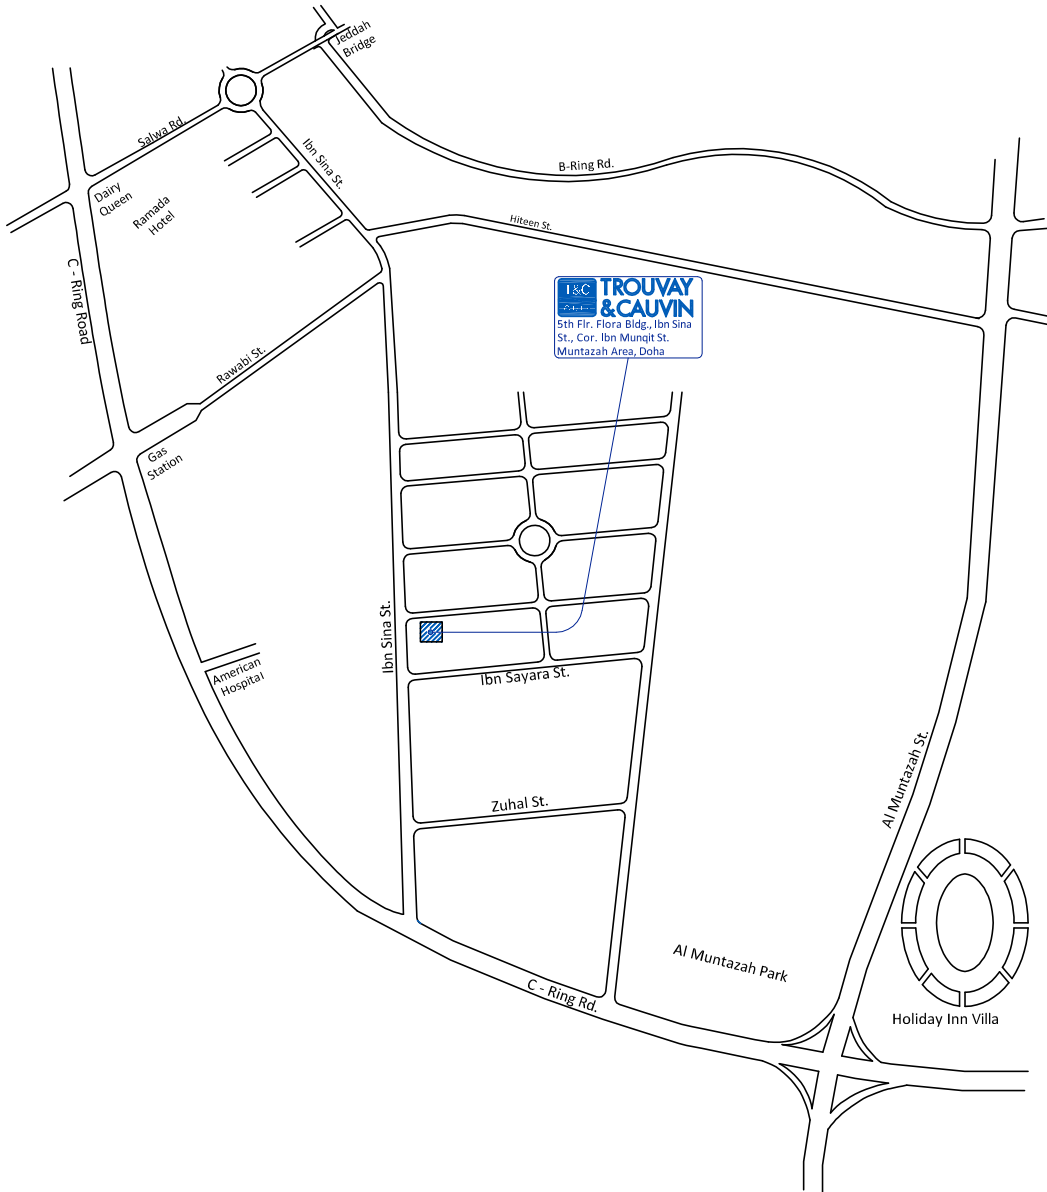 Jeddah
Bridge
Salwa Rd.
Ibn Sina St.
B-Ring Rd.
Dairy
Queen
Ramada
Hotel
Hiteen St.
C - Ring Road
T&C
TROUVAY
&CAUVIN
5th Flr. Flora Bldg., Ibn Sina
St., Cor. Ibn Munqit St.
Muntazah Area, Doha
Rawabi St.
Gas
Station
Ibn Sina St.
American
Hospital
Ibn Sayara St.
Zuhal St.
Al Muntazah St.
Al Muntazah Park
C - Ring Rd.
Holiday Inn Villa